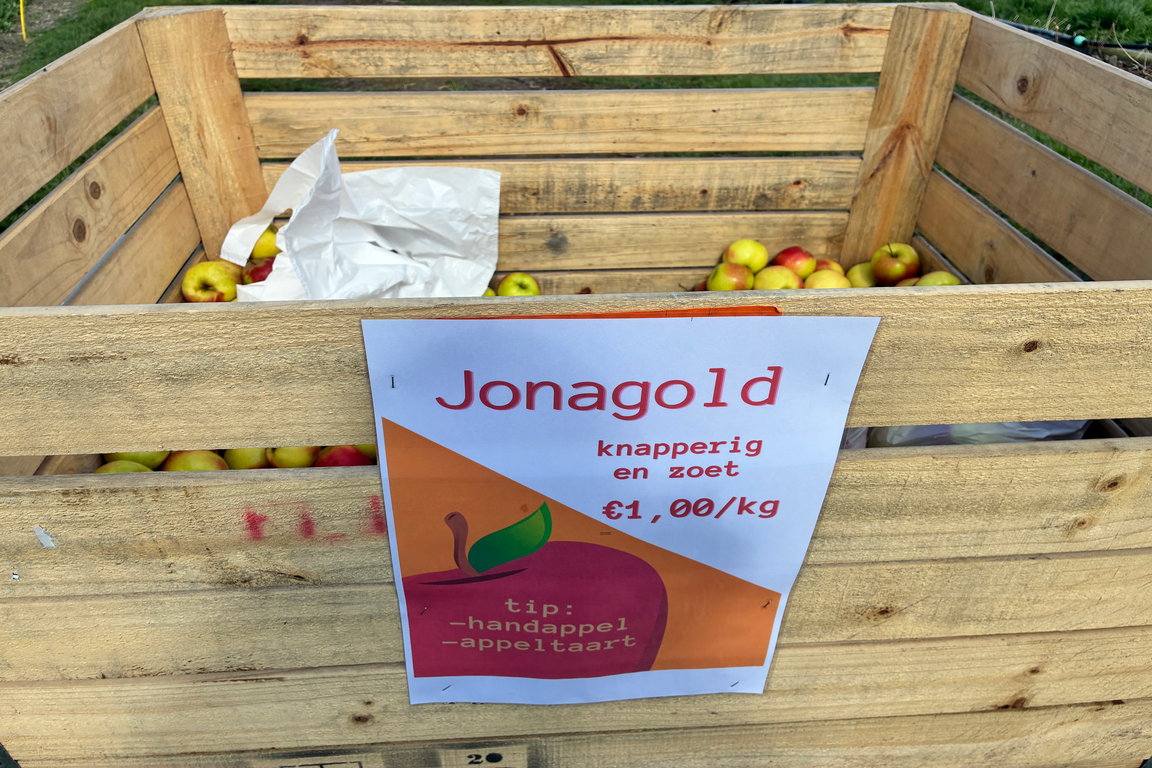 Jonagold
knapperig
en zoet
€1,00/kg
tip:
-handappel
-appeltaart